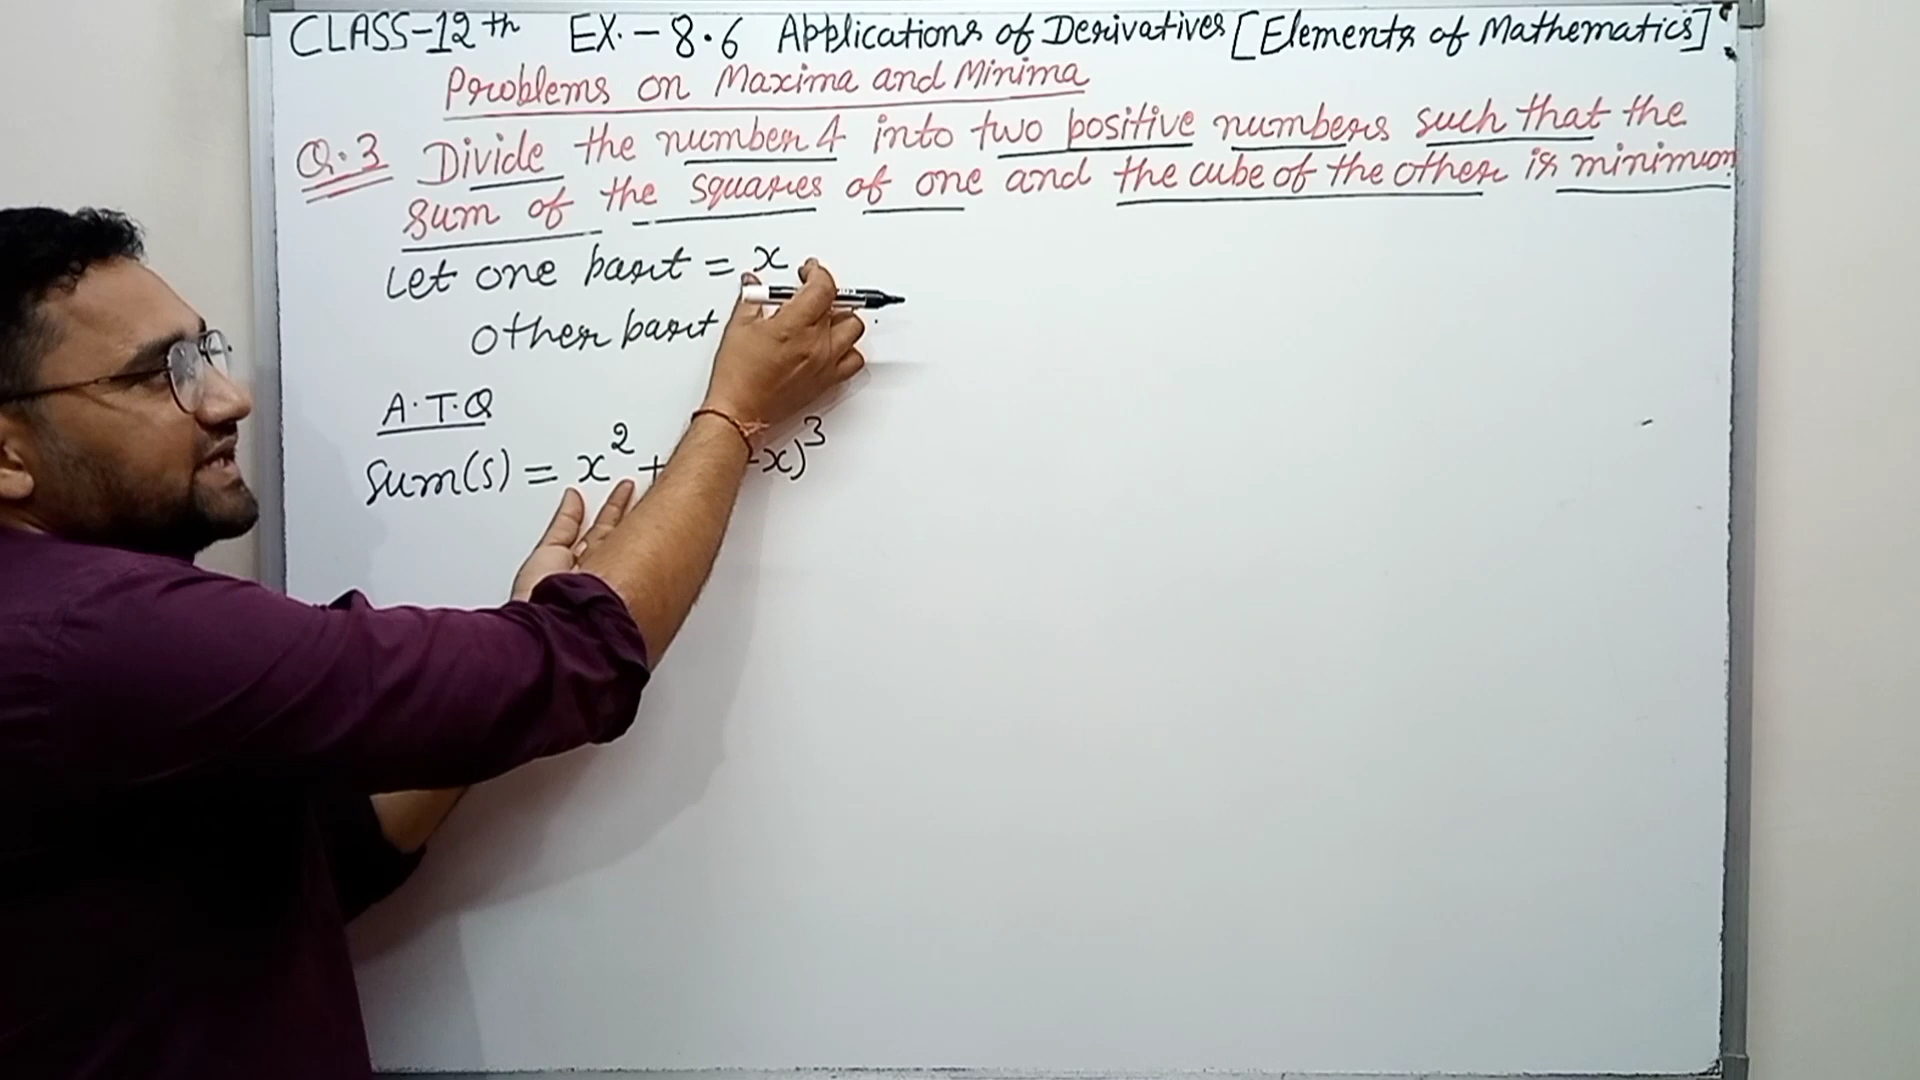 CLASS-12th EX.-8.6 Applications of Derivatives [Elements of Mathematics]
Problems on Maxima and Minima
Q.3 Divide the number 4 into two positive numbers such that the
sum of the squares of one and the cube of the other is minimum
Let one part = x
Other part
A.T.Q
Sum(S) = x² + -x)³